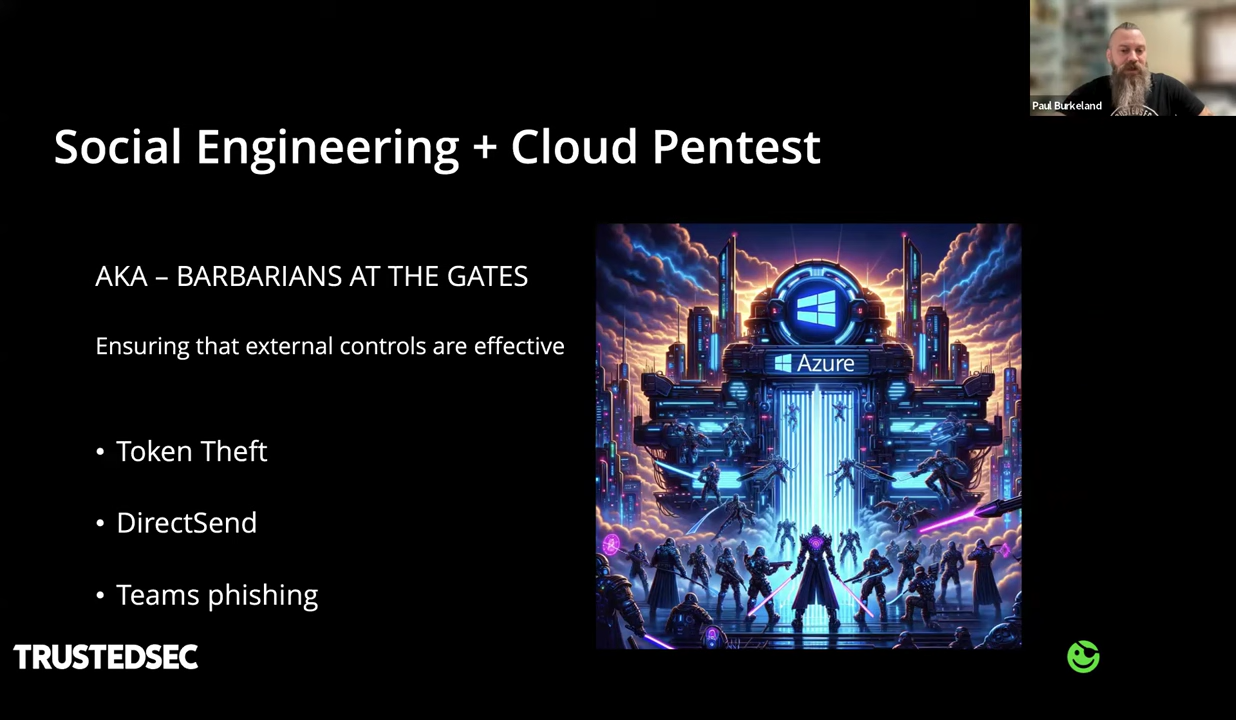 Paul Burkeland
Social Engineering + Cloud Pentest
AKA – BARBARIANS AT THE GATES
Ensuring that external controls are effective
• Token Theft
• DirectSend
• Teams phishing
Azure
TRUSTEDSEC